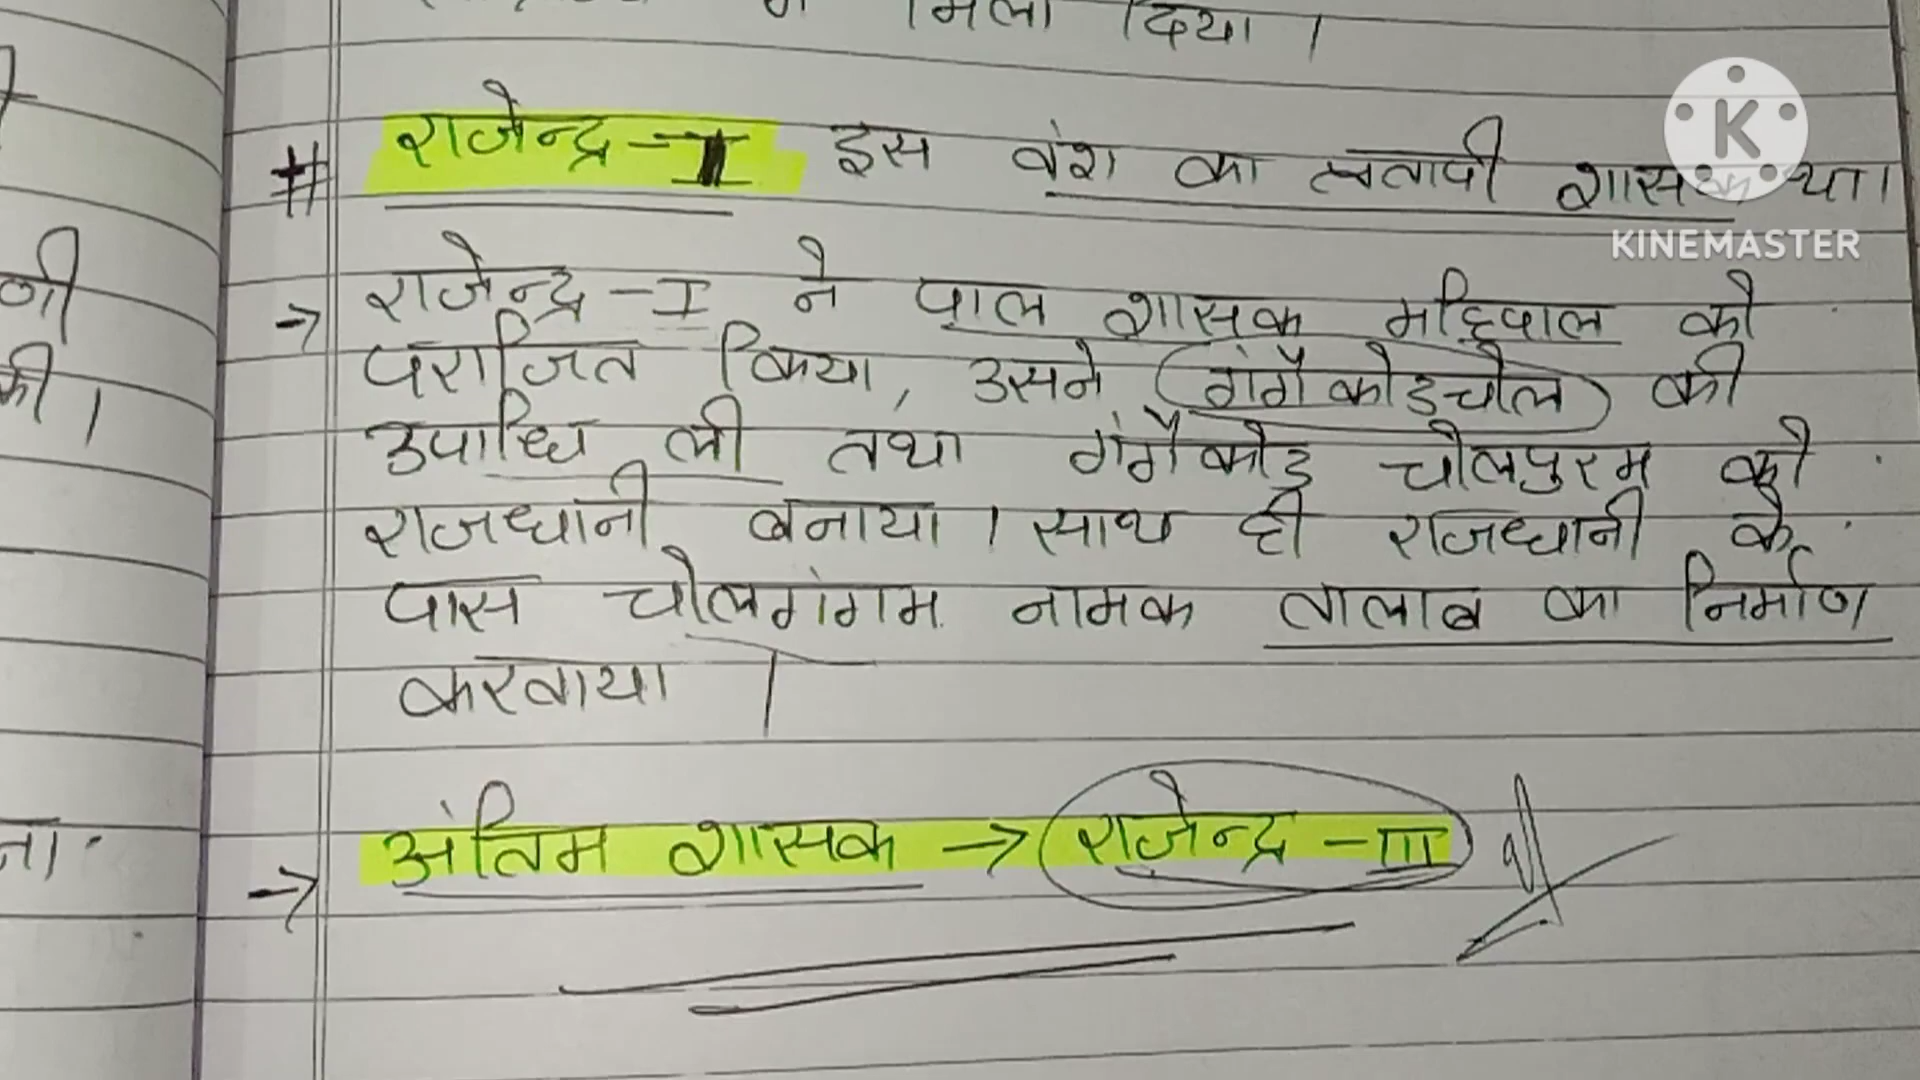 मिला दिया ।
# राजेन्द्र-I इस वंश का प्रतापी शासक था।
KINEMASTER
→ राजेन्द्र-I ने पाल शासक महिपाल को
पराजित किया, उसने गंगैकोंडचोल की
उपाधि ली तथा गंगैकोंड चोलपुरम को
राजधानी बनाया । साथ ही राजधानी के
पास चोलगंगम नामक तालाब का निर्माण
करवाया ।
→ अंतिम शासक → राजेन्द्र-III
णी
की ।